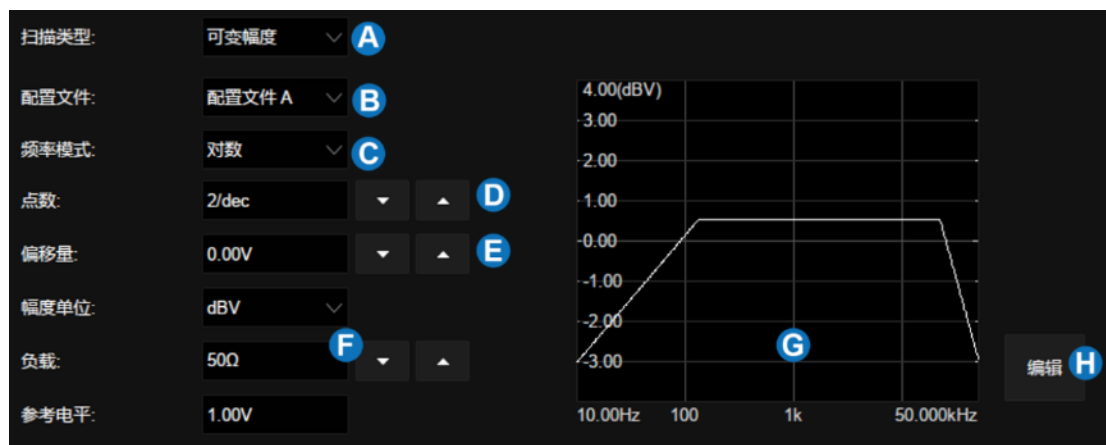 扫描类型: 可变幅度 A
配置文件: 配置文件 A B
频率模式: 对数 C
点数: 2/dec D
偏移量: 0.00V E
幅度单位: dBV
负载: 50Ω F
参考电平: 1.00V
4.00(dBV)
3.00
2.00
1.00
0.00
-1.00
-2.00
-3.00
G
10.00Hz 100 1k 50.000kHz
编辑 H